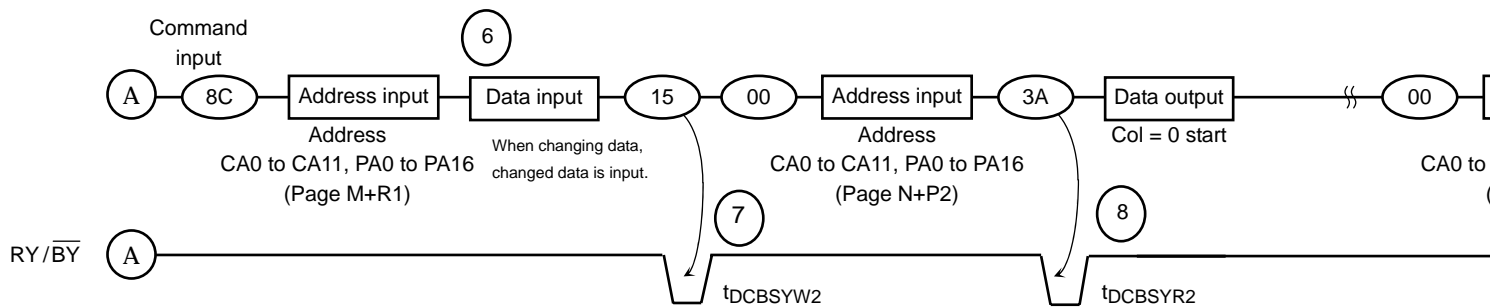 Command
input
6
A
8C
Address input
Data input
15
00
Address input
3A
Data output
00
Address
CA0 to CA11, PA0 to PA16
(Page M+R1)
When changing data,
changed data is input.
Address
CA0 to CA11, PA0 to PA16
(Page N+P2)
Col = 0 start
CA0 to
(
7
8
RY/BY
A
tDCBSYW2
tDCBSYR2